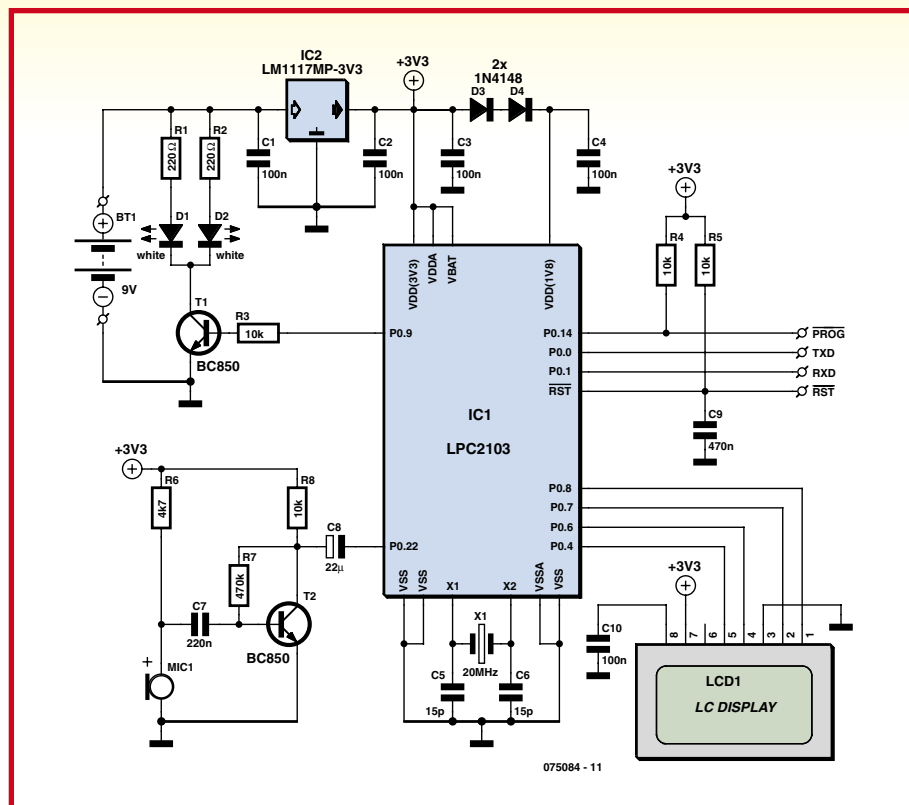 IC2
LM1117MP-3V3
+3V3
2x
1N4148
D3 D4
R1 R2
220Ω 220Ω
C1
100n
C2
100n
C3
100n
C4
100n
+3V3
BT1
D1 D2
white white
9V
R4 R5
10k 10k
VDD(3V3)
VDDA
VBAT
VDD(1V8)
T1
BC850
R3
10k
P0.9
P0.14
P0.0
P0.1
RST
PROG
TXD
RXD
RST
IC1
LPC2103
C9
470n
+3V3
R6
4k7
R8
10k
C8
22µ
P0.22
R7
470k
T2
BC850
C7
220n
+
MIC1
P0.8
P0.7
P0.6
P0.4
VSS
VSS
X1
X2
VSSA
VSS
X1
20MHz
C5
15p
C6
15p
+3V3
C10
100n
8 7 6 5 4 3 2 1
LCD1
LC DISPLAY
075084 - 11